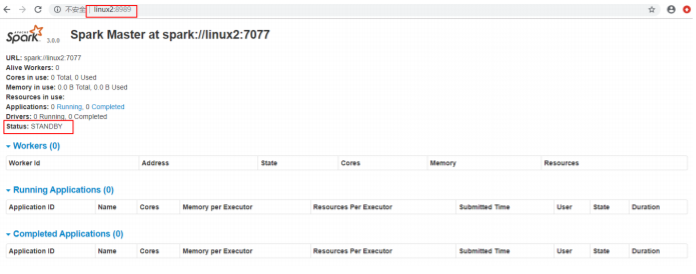 不安全 linux2:8989
APACHE Spark 3.0.0 Spark Master at spark://linux2:7077
URL: spark://linux2:7077
Alive Workers: 0
Cores in use: 0 Total, 0 Used
Memory in use: 0.0 B Total, 0.0 B Used
Resources in use:
Applications: 0 Running, 0 Completed
Drivers: 0 Running, 0 Completed
Status: STANDBY
Workers (0)
Worker Id Address State Cores Memory Resources
Running Applications (0)
Application ID Name Cores Memory per Executor Resources Per Executor Submitted Time User State Duration
Completed Applications (0)
Application ID Name Cores Memory per Executor Resources Per Executor Submitted Time User State Duration